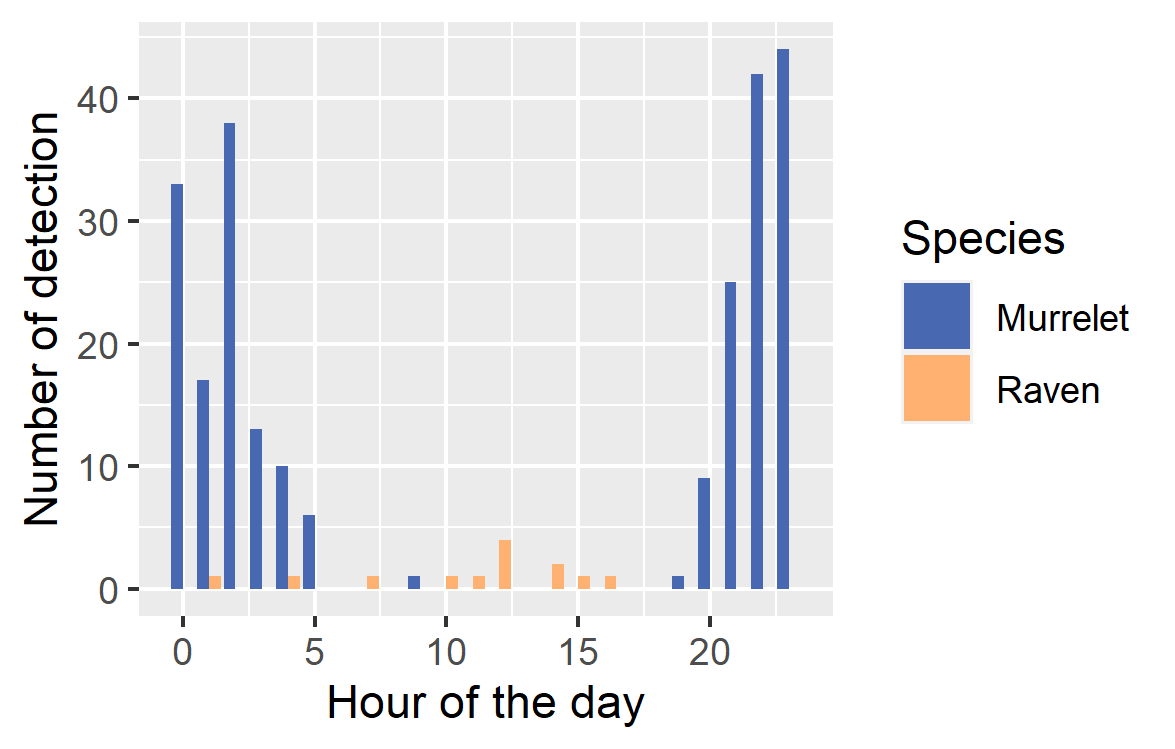 Number of detection
40
30
20
10
0
0 5 10 15 20
Hour of the day
Species
Murrelet
Raven